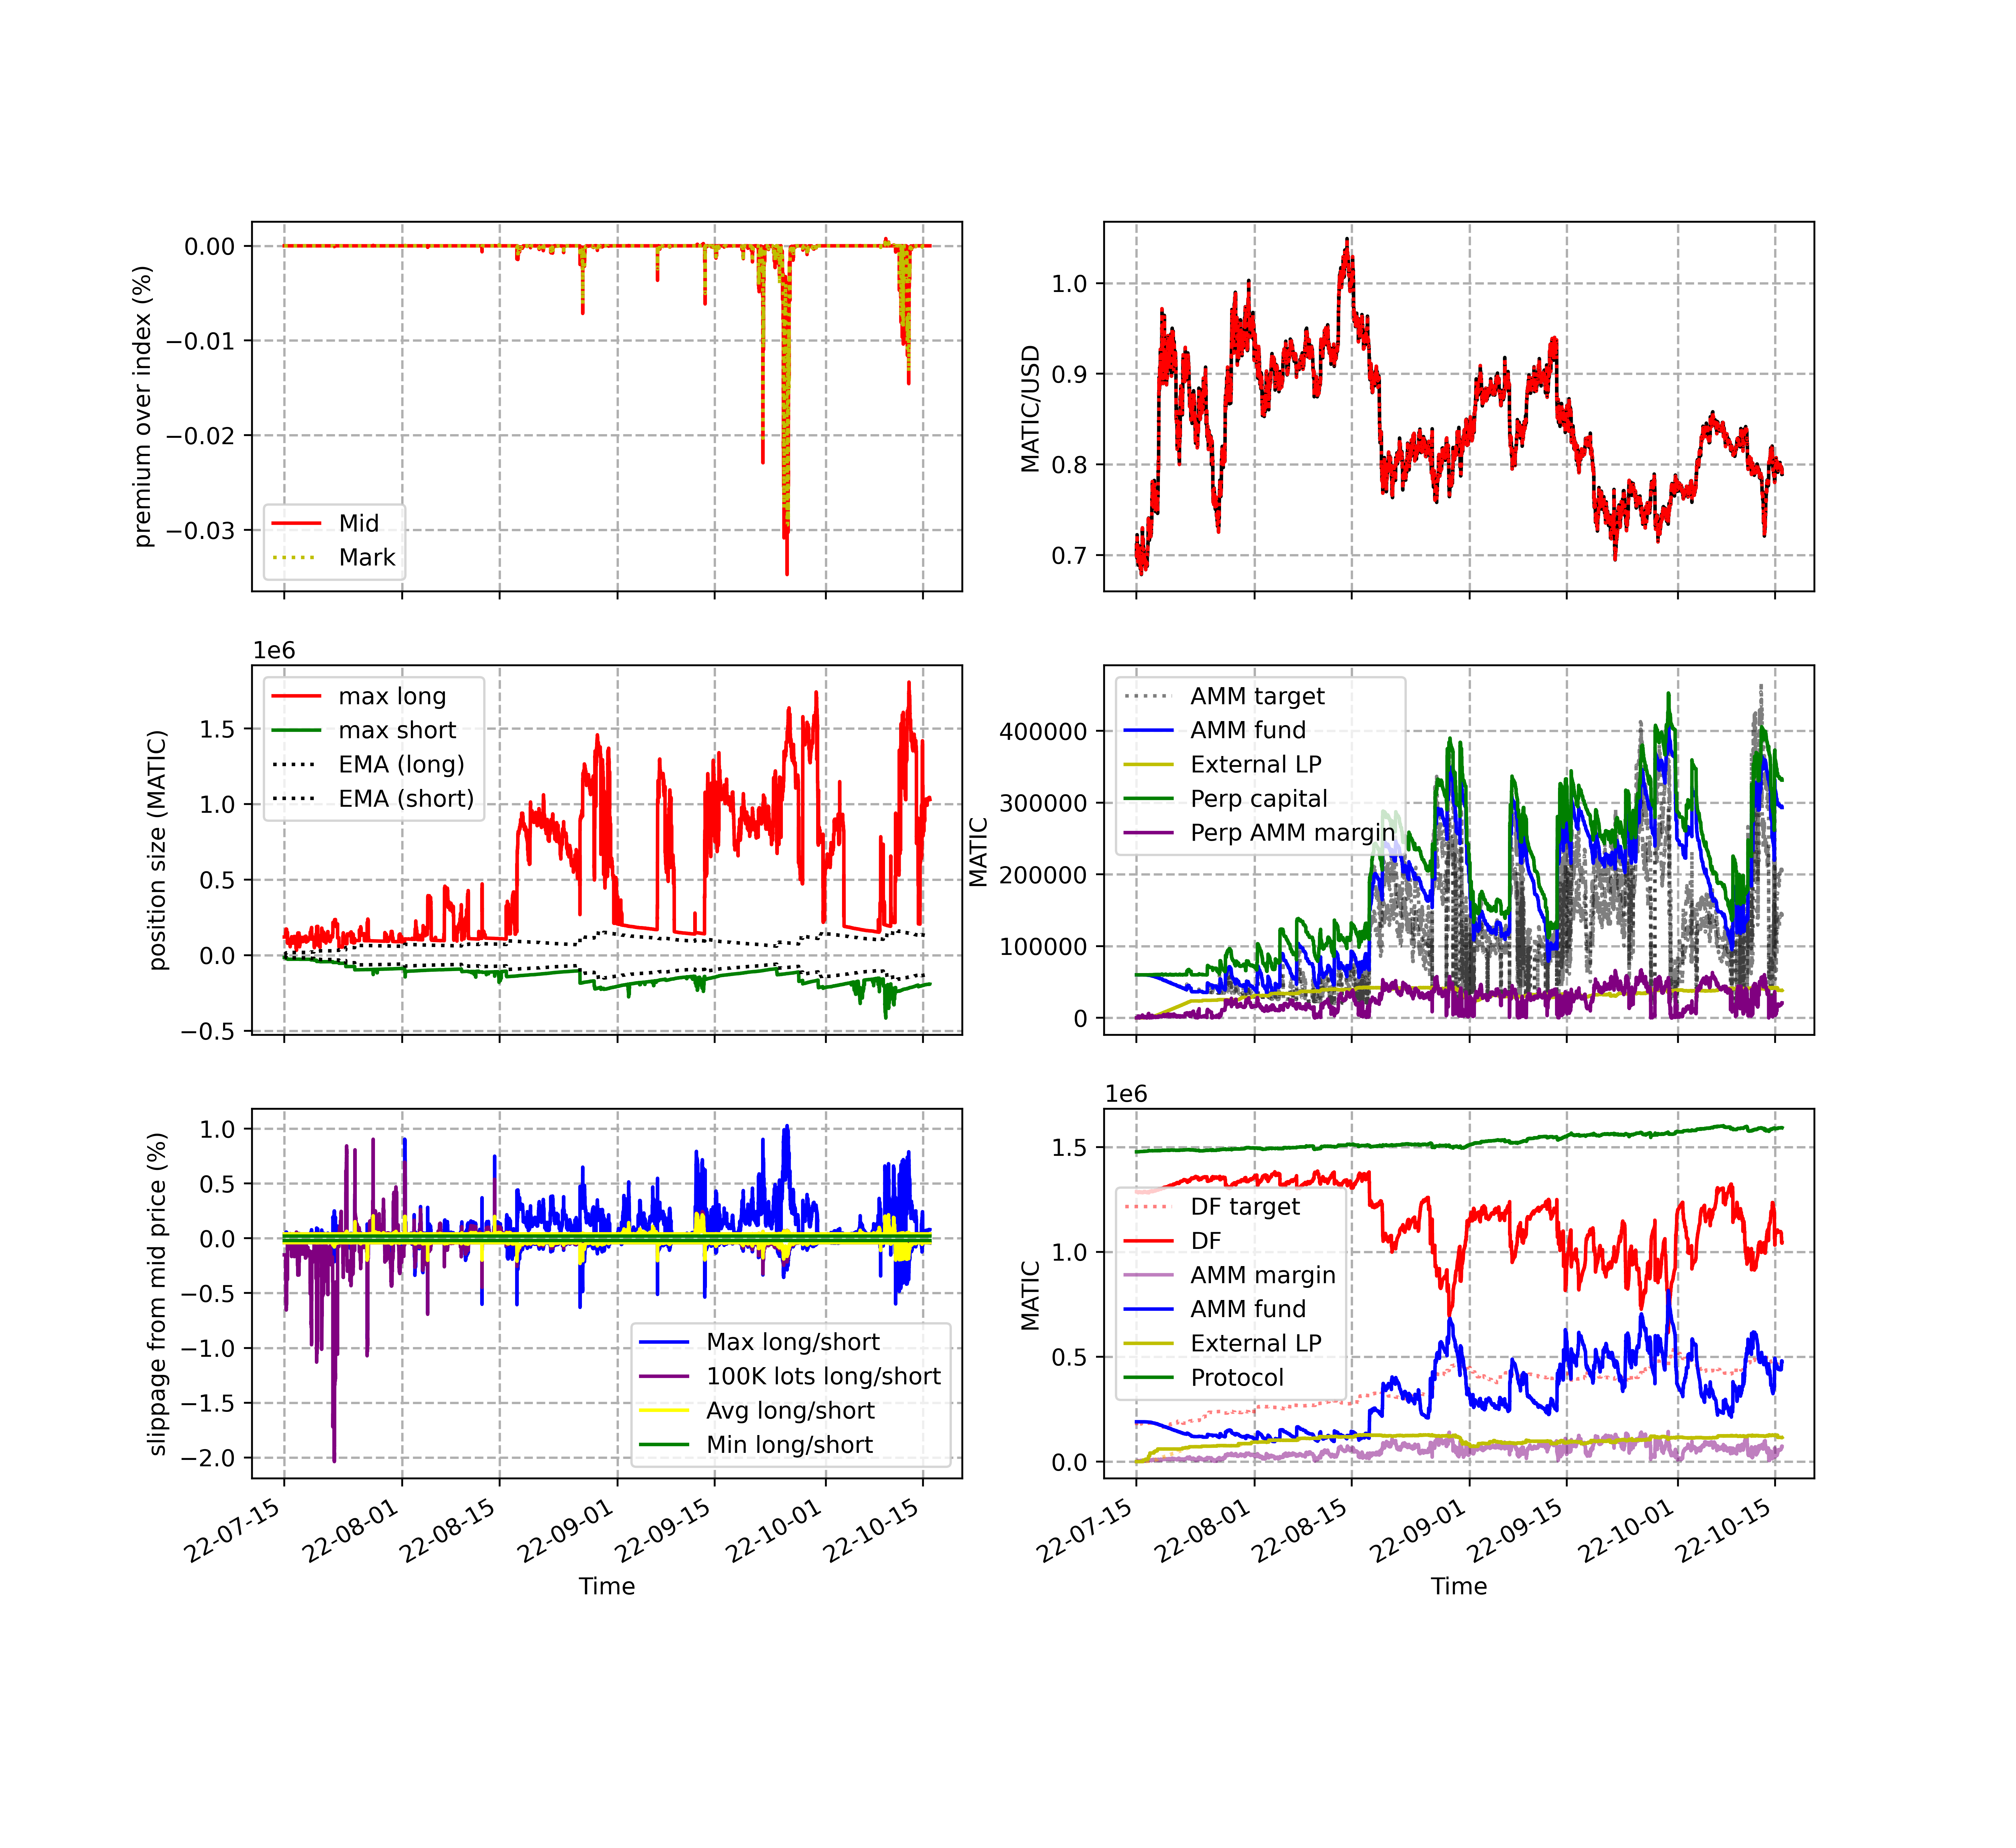 0.00
−0.01
−0.02
−0.03
premium over index (%)
Mid
Mark
1.0
0.9
0.8
0.7
MATIC/USD
1e6
1.5
1.0
0.5
0.0
−0.5
position size (MATIC)
max long
max short
EMA (long)
EMA (short)
400000
300000
200000
100000
0
MATIC
AMM target
AMM fund
External LP
Perp capital
Perp AMM margin
1.0
0.5
0.0
−0.5
−1.0
−1.5
−2.0
slippage from mid price (%)
Max long/short
100K lots long/short
Avg long/short
Min long/short
22-07-15
22-08-01
22-08-15
22-09-01
22-09-15
22-10-01
22-10-15
Time
1e6
1.5
1.0
0.5
0.0
MATIC
DF target
DF
AMM margin
AMM fund
External LP
Protocol
22-07-15
22-08-01
22-08-15
22-09-01
22-09-15
22-10-01
22-10-15
Time